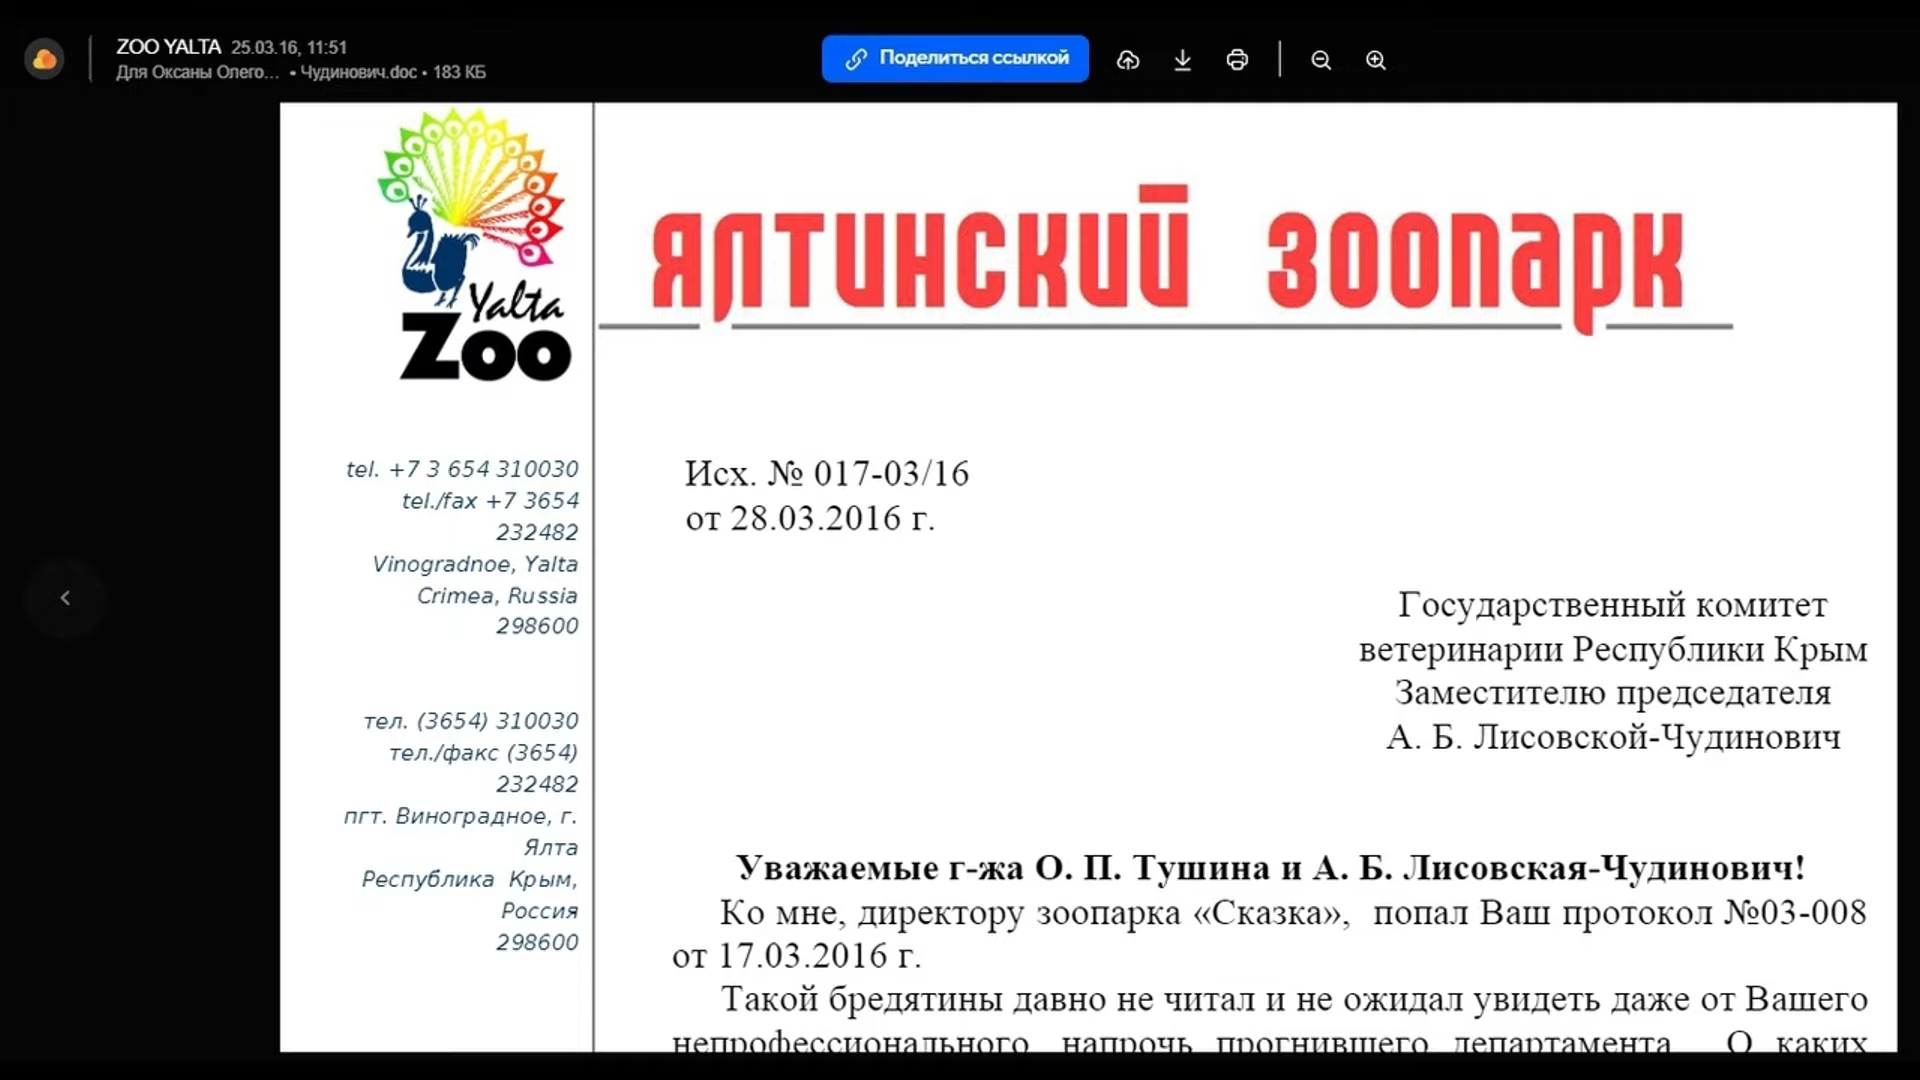 ZOO YALTA 25.03.16, 11:51
Для Оксаны Олего... • Чудинович.doc • 183 КБ
Поделиться ссылкой
Yalta
Zoo
ЯЛТИНСКИЙ ЗООПАРК
tel. +7 3 654 310030
tel./fax +7 3654
232482
Vinogradnoe, Yalta
Crimea, Russia
298600
тел. (3654) 310030
тел./факс (3654)
232482
пгт. Виноградное, г.
Ялта
Республика Крым,
Россия
298600
Исх. № 017-03/16
от 28.03.2016 г.
Государственный комитет
ветеринарии Республики Крым
Заместителю председателя
А. Б. Лисовской-Чудинович
Уважаемые г-жа О. П. Тушина и А. Б. Лисовская-Чудинович!
Ко мне, директору зоопарка «Сказка», попал Ваш протокол №03-008
от 17.03.2016 г.
Такой бредятины давно не читал и не ожидал увидеть даже от Вашего
непрофессионального, напрочь прогнившего департамента. О каких